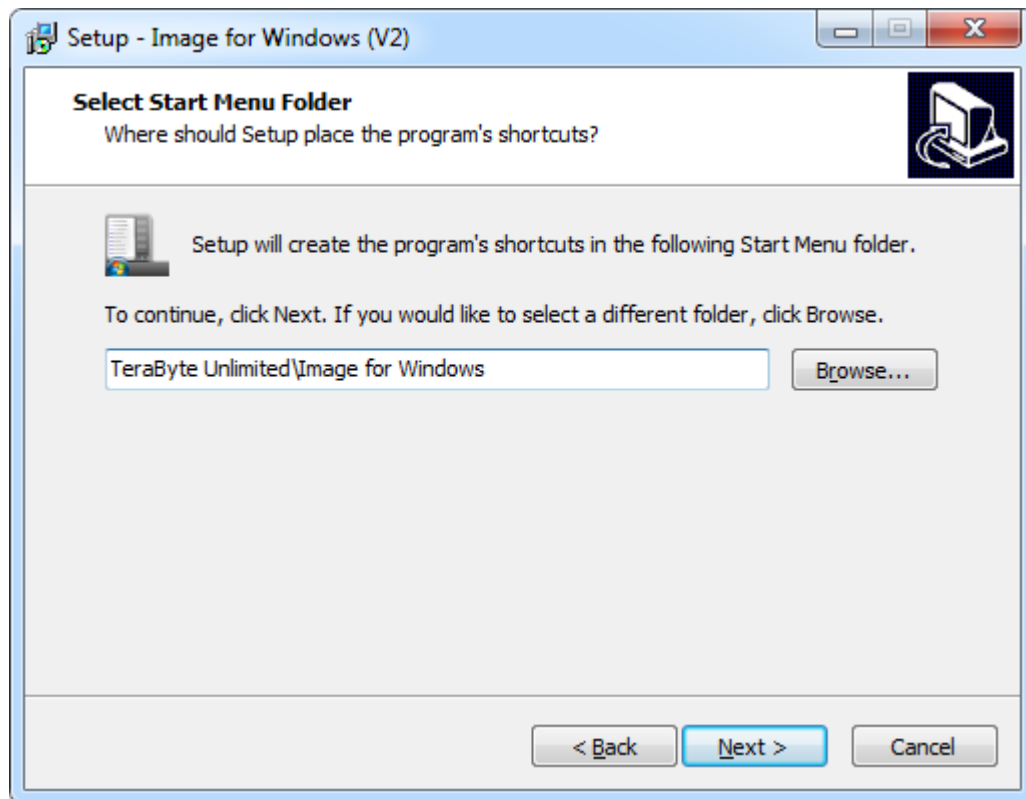 Setup - Image for Windows (V2)
Select Start Menu Folder
Where should Setup place the program's shortcuts?
Setup will create the program's shortcuts in the following Start Menu folder.
To continue, click Next. If you would like to select a different folder, click Browse.
TeraByte Unlimited\Image for Windows
Browse...
< Back
Next >
Cancel